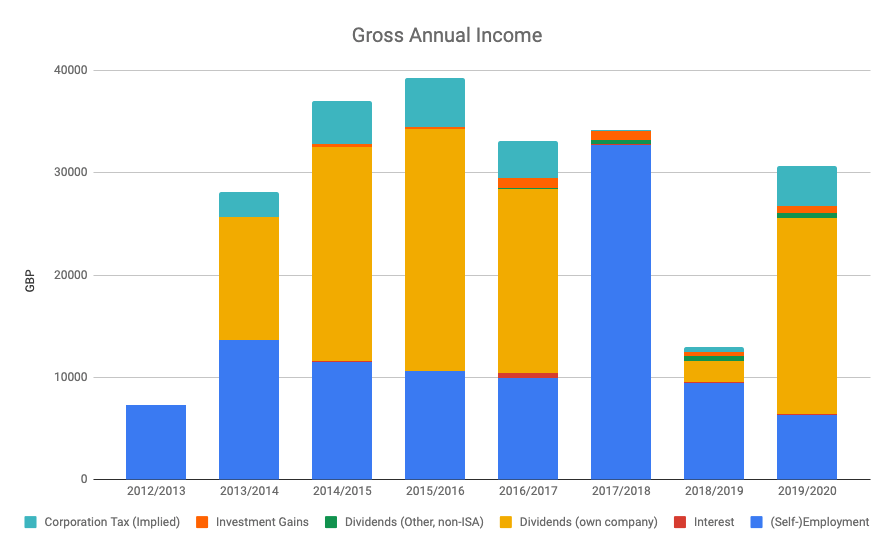 Gross Annual Income
40000
30000
20000
10000
0
GBP
2012/2013 2013/2014 2014/2015 2015/2016 2016/2017 2017/2018 2018/2019 2019/2020
Corporation Tax (Implied) Investment Gains Dividends (Other, non-ISA) Dividends (own company) Interest (Self-)Employment